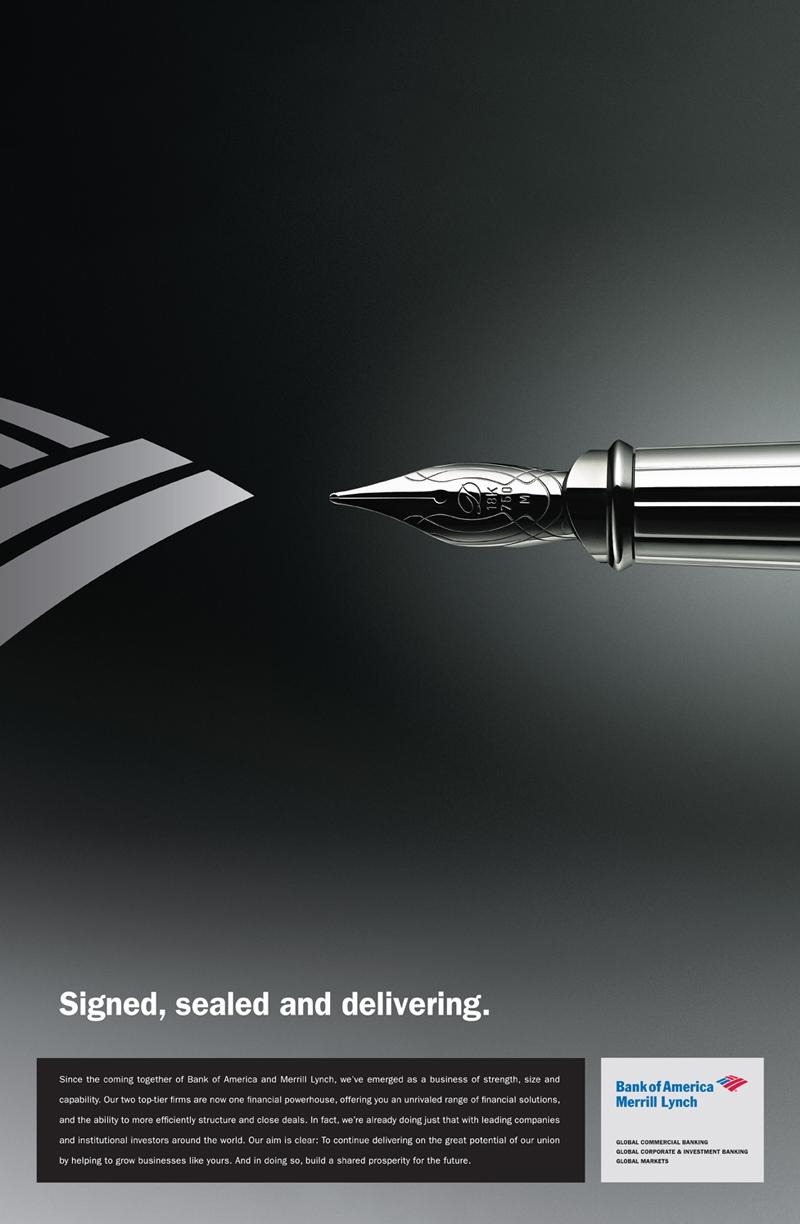 18K
750
M
Signed, sealed and delivering.
Since the coming together of Bank of America and Merrill Lynch, we've emerged as a business of strength, size and
capability. Our two top-tier firms are now one financial powerhouse, offering you an unrivaled range of financial solutions,
and the ability to more efficiently structure and close deals. In fact, we're already doing just that with leading companies
and institutional investors around the world. Our aim is clear: To continue delivering on the great potential of our union
by helping to grow businesses like yours. And in doing so, build a shared prosperity for the future.
Bank of America
Merrill Lynch
GLOBAL COMMERCIAL BANKING
GLOBAL CORPORATE & INVESTMENT BANKING
GLOBAL MARKETS